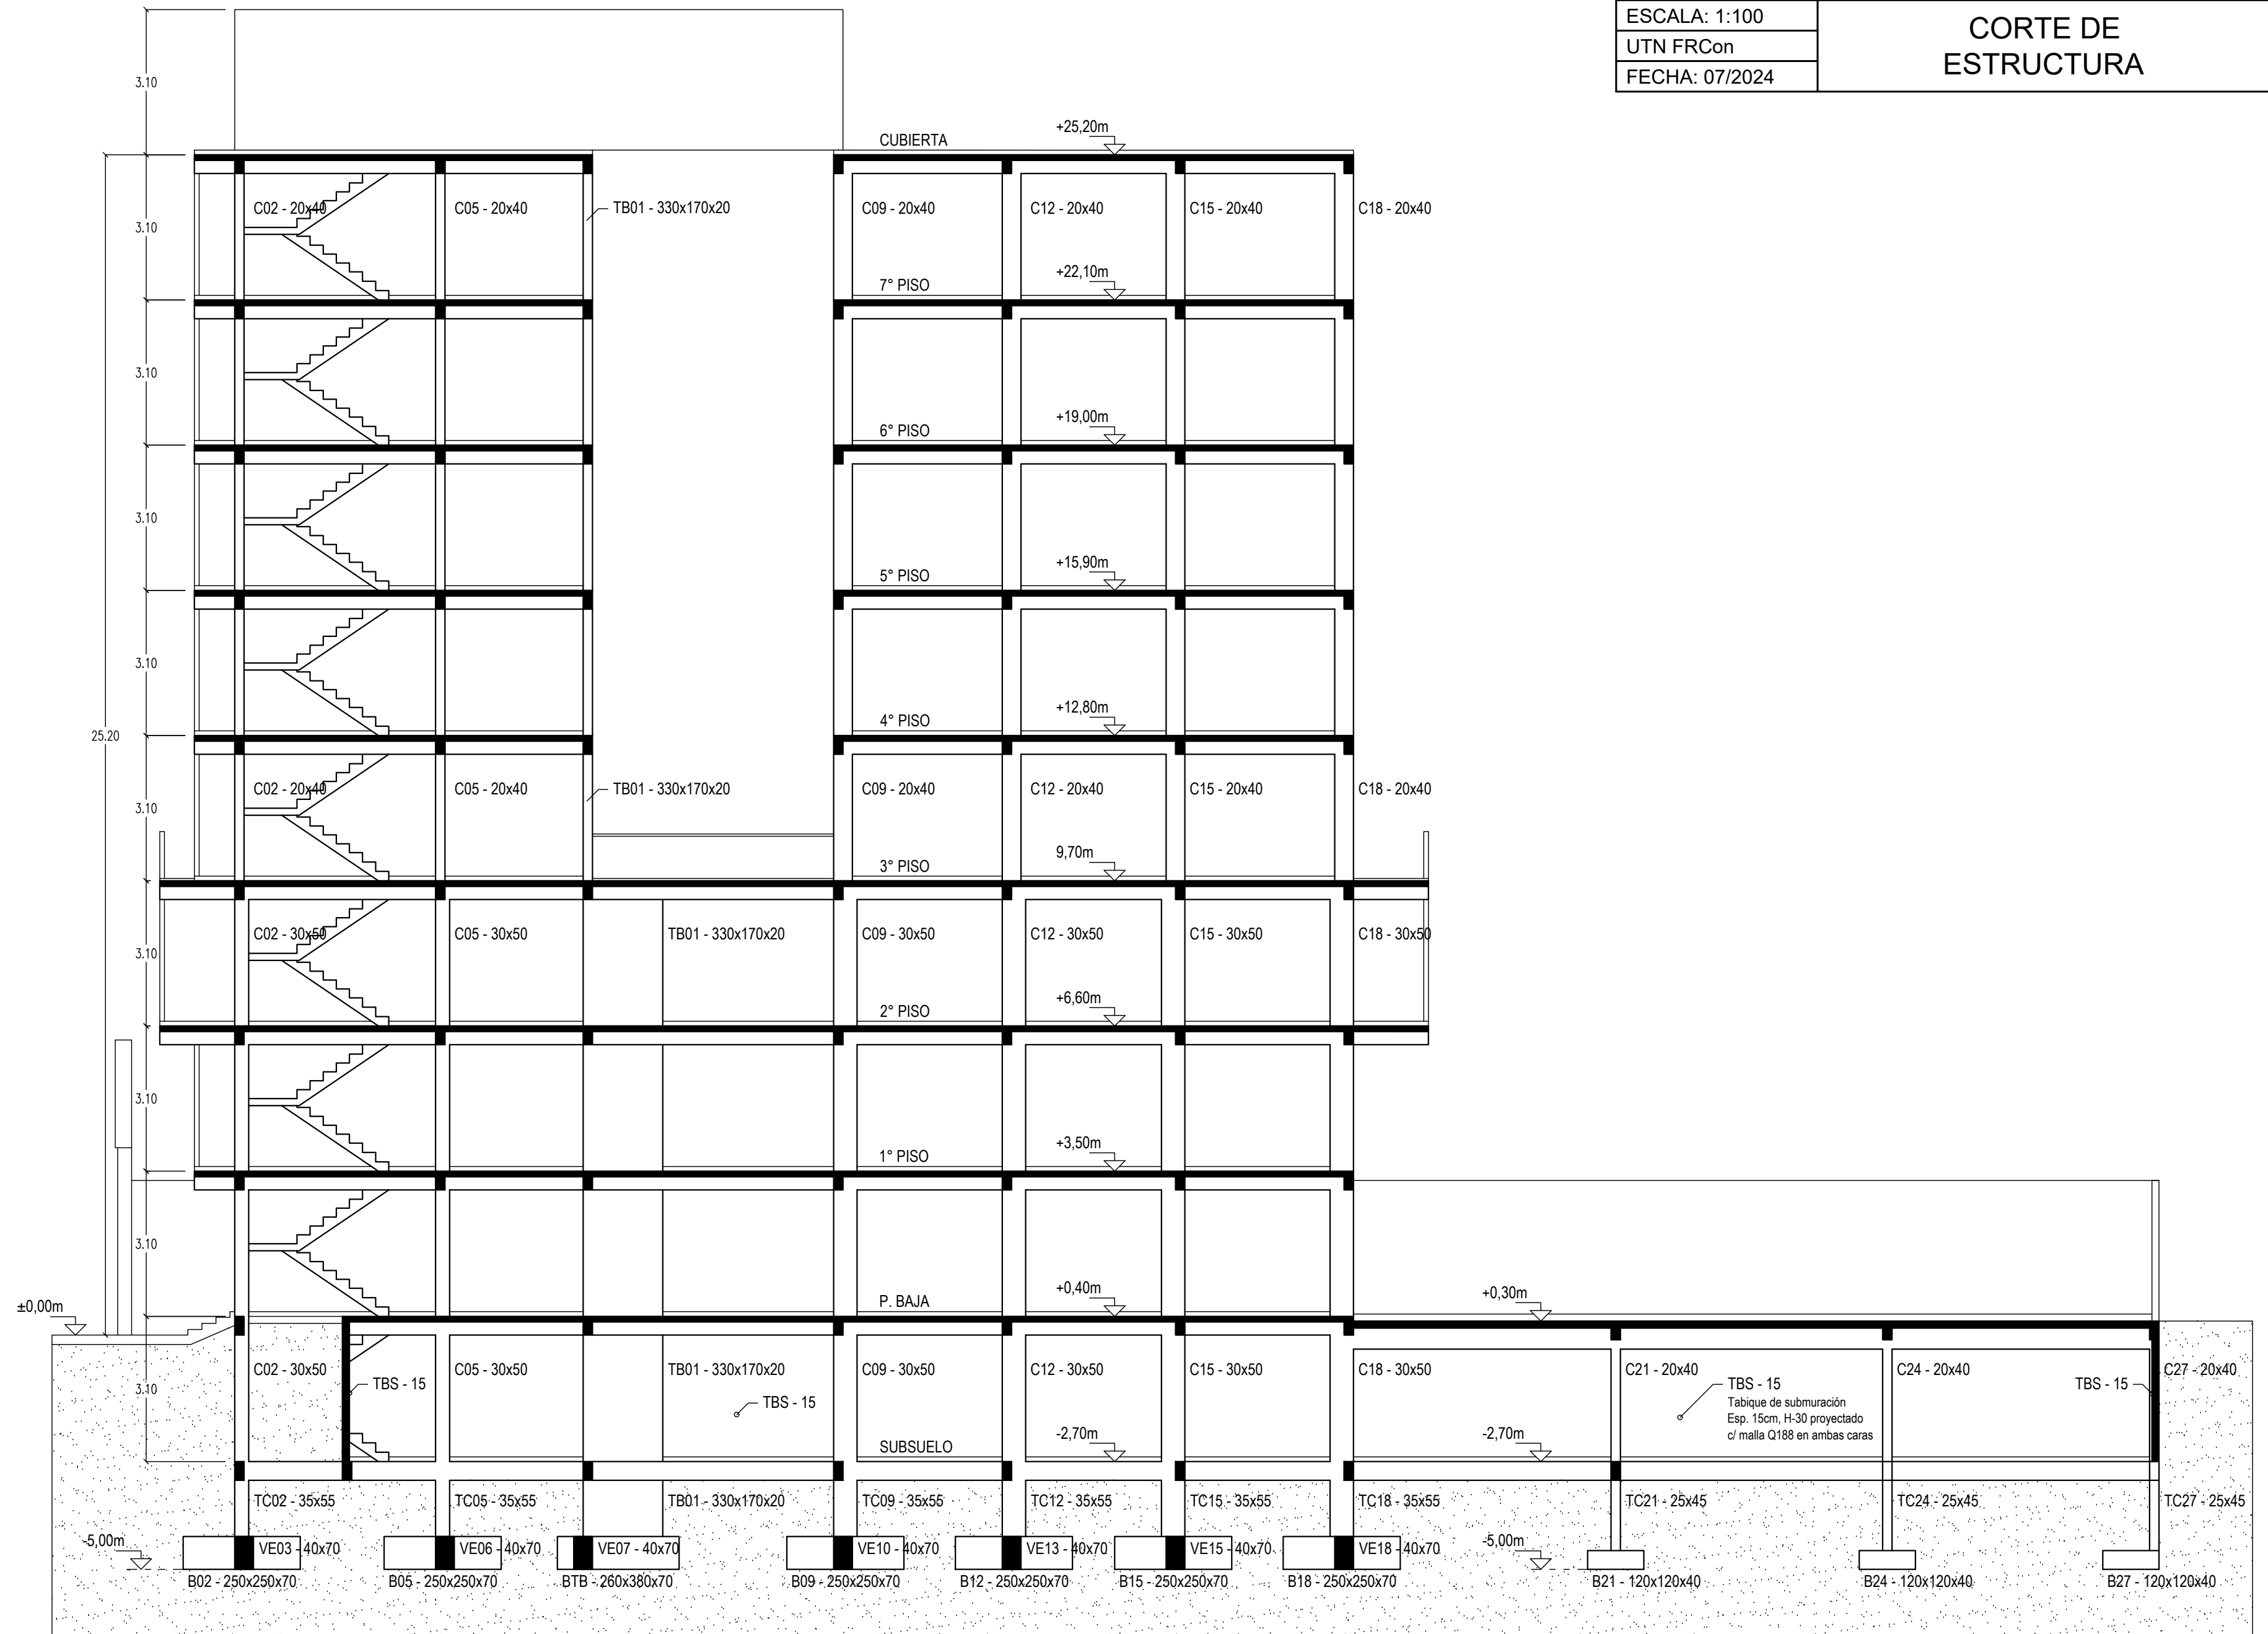 ESCALA: 1:100
UTN FRCon
FECHA: 07/2024
CORTE DE
ESTRUCTURA
3.10
CUBIERTA
+25,20m
3.10
C02 - 20x40
C05 - 20x40
TB01 - 330x170x20
C09 - 20x40
C12 - 20x40
C15 - 20x40
C18 - 20x40
7° PISO
+22,10m
3.10
6° PISO
+19,00m
3.10
5° PISO
+15,90m
3.10
4° PISO
+12,80m
25.20
3.10
C02 - 20x40
C05 - 20x40
TB01 - 330x170x20
C09 - 20x40
C12 - 20x40
C15 - 20x40
C18 - 20x40
3° PISO
9,70m
3.10
C02 - 30x50
C05 - 30x50
TB01 - 330x170x20
C09 - 30x50
C12 - 30x50
C15 - 30x50
C18 - 30x50
2° PISO
+6,60m
3.10
1° PISO
+3,50m
3.10
P. BAJA
+0,40m
+0,30m
±0,00m
3.10
C02 - 30x50
TBS - 15
C05 - 30x50
TB01 - 330x170x20
TBS - 15
C09 - 30x50
C12 - 30x50
C15 - 30x50
C18 - 30x50
C21 - 20x40
TBS - 15
Tabique de submuración
Esp. 15cm, H-30 proyectado
c/ malla Q188 en ambas caras
C24 - 20x40
TBS - 15
C27 - 20x40
SUBSUELO
-2,70m
-2,70m
TC02 - 35x55
TC05 - 35x55
TB01 - 330x170x20
TC09 - 35x55
TC12 - 35x55
TC15 - 35x55
TC18 - 35x55
TC21 - 25x45
TC24 - 25x45
TC27 - 25x45
-5,00m
VE03 - 40x70
VE06 - 40x70
VE07 - 40x70
VE10 - 40x70
VE13 - 40x70
VE15 - 40x70
VE18 - 40x70
-5,00m
B02 - 250x250x70
B05 - 250x250x70
BTB - 260x380x70
B09 - 250x250x70
B12 - 250x250x70
B15 - 250x250x70
B18 - 250x250x70
B21 - 120x120x40
B24 - 120x120x40
B27 - 120x120x40